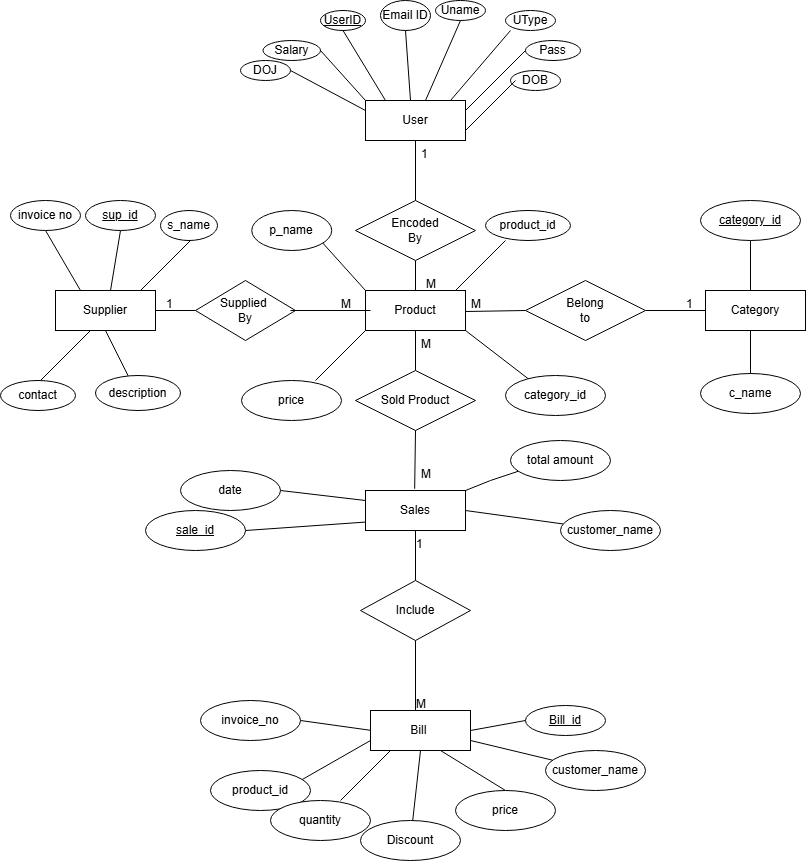 UserID
Email ID
Uname
UType
Salary
Pass
DOJ
DOB
User
1
invoice no
sup_id
s_name
p_name
Encoded
By
product_id
category_id
M
Supplier
1
Supplied
By
M
Product
M
Belong
to
1
Category
M
contact
description
price
Sold Product
category_id
c_name
M
total amount
date
Sales
sale_id
customer_name
1
Include
M
invoice_no
Bill
Bill_id
customer_name
product_id
quantity
price
Discount